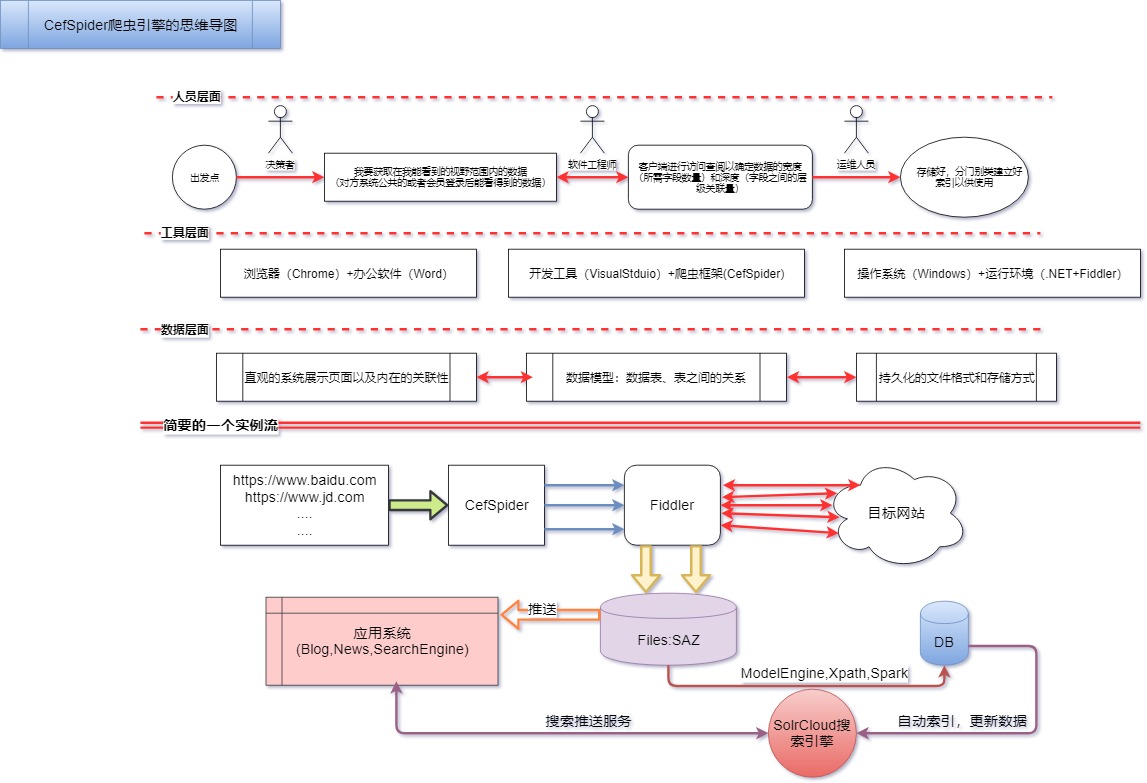 CefSpider爬虫引擎的思维导图
人员层面
决策者
软件工程师
运维人员
出发点
我要获取在我能看到的视野范围内的数据
（对方系统公共的或者会员登录后能看得到的数据）
客户端进行访问查阅以确定数据的宽度
（所需字段数量）和深度（字段之间的层
级关联量）
存储好，分门别类建立好
索引以供使用
工具层面
浏览器（Chrome）+办公软件（Word）
开发工具（VisualStduio）+爬虫框架(CefSpider)
操作系统（Windows）+运行环境（.NET+Fiddler）
数据层面
直观的系统展示页面以及内在的关联性
数据模型：数据表、表之间的关系
持久化的文件格式和存储方式
简要的一个实例流
https://www.baidu.com
https://www.jd.com
....
....
CefSpider
Fiddler
目标网站
推送
应用系统
(Blog,News,SearchEngine)
Files:SAZ
DB
ModelEngine,Xpath,Spark
搜索推送服务
SolrCloud搜
索引擎
自动索引，更新数据